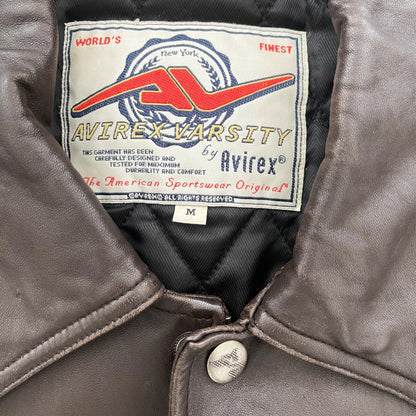 WORLD'S FINEST
New York
AVIREX VARSITY
by Avirex®
THIS GARMENT HAS BEEN
CAREFULLY DESIGNED AND
TESTED FOR MAXIMUM
DURABILITY AND COMFORT
The American Sportswear Original
©AVIREX® ALL RIGHTS RESERVED
M